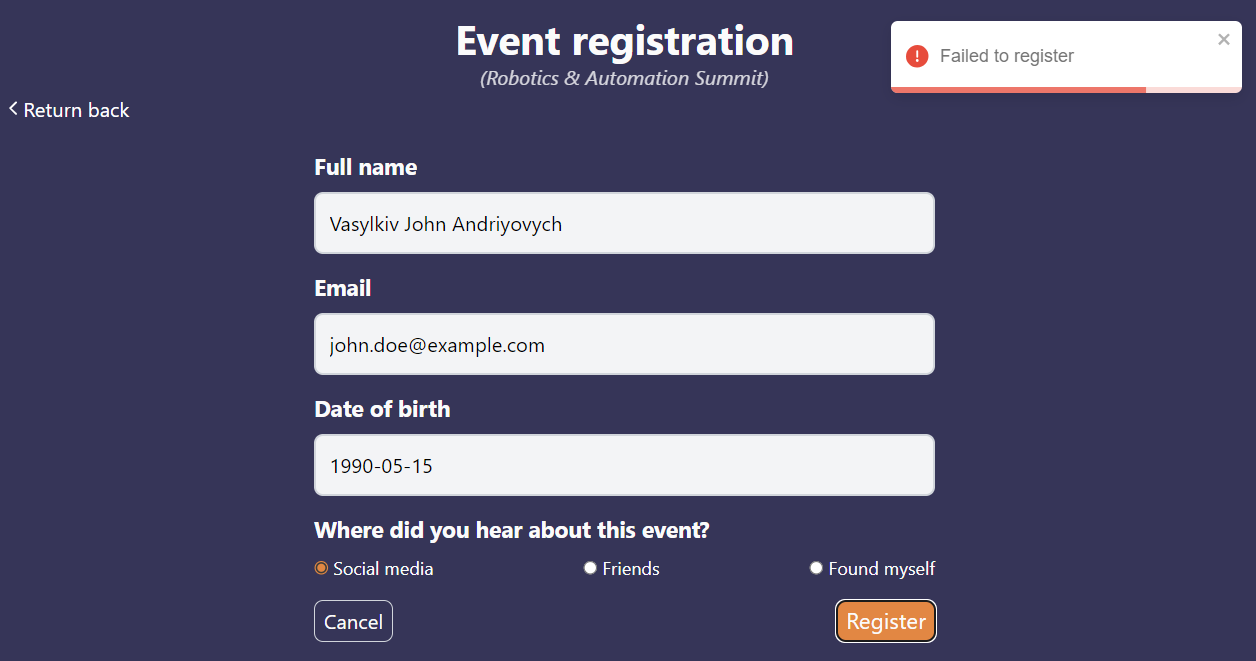 Event registration
(Robotics & Automation Summit)
Failed to register
Return back
Full name
Vasylkiv John Andriyovych
Email
john.doe@example.com
Date of birth
1990-05-15
Where did you hear about this event?
Social media Friends Found myself
Cancel Register